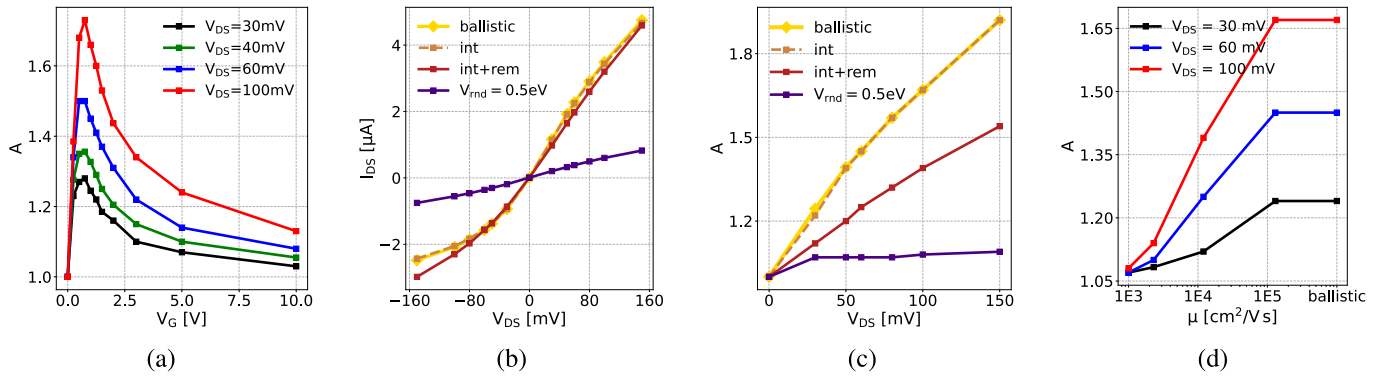 V_DS=30mV
V_DS=40mV
V_DS=60mV
V_DS=100mV
A
1.6
1.4
1.2
1.0
0.0 2.5 5.0 7.5 10.0
V_G [V]
(a)
ballistic
int
int+rem
V_rnd = 0.5eV
I_DS [μA]
4
2
0
−2
−160 −80 0 80 160
V_DS [mV]
(b)
ballistic
int
int+rem
V_rnd = 0.5eV
A
1.8
1.5
1.2
0 50 100 150
V_DS [mV]
(c)
V_DS = 30 mV
V_DS = 60 mV
V_DS = 100 mV
A
1.65
1.50
1.35
1.20
1.05
1E3 1E4 1E5 ballistic
μ [cm²/V s]
(d)